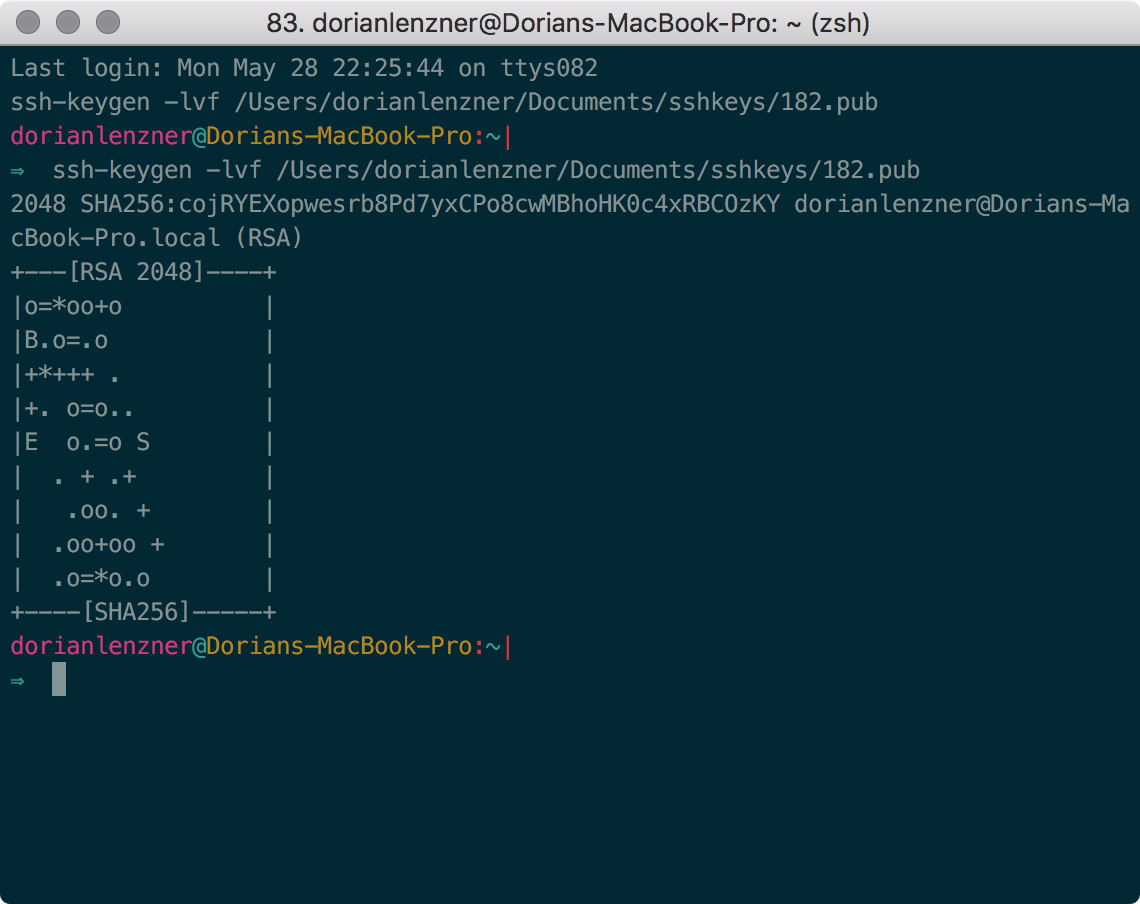 83. dorianlenzner@Dorians-MacBook-Pro: ~ (zsh)
Last login: Mon May 28 22:25:44 on ttys082
ssh-keygen -lvf /Users/dorianlenzner/Documents/sshkeys/182.pub
dorianlenzner@Dorians-MacBook-Pro:~|
⇒  ssh-keygen -lvf /Users/dorianlenzner/Documents/sshkeys/182.pub
2048 SHA256:cojRYEXopwesrb8Pd7yxCPo8cwMBhoHK0c4xRBCOzKY dorianlenzner@Dorians-Ma
cBook-Pro.local (RSA)
+---[RSA 2048]----+
|o=*oo+o          |
|B.o=.o           |
|+*+++ .          |
|+. o=o..         |
|E  o.=o S        |
|  . + .+         |
|   .oo. +        |
|  .oo+oo +       |
|  .o=*o.o        |
+----[SHA256]-----+
dorianlenzner@Dorians-MacBook-Pro:~|
⇒